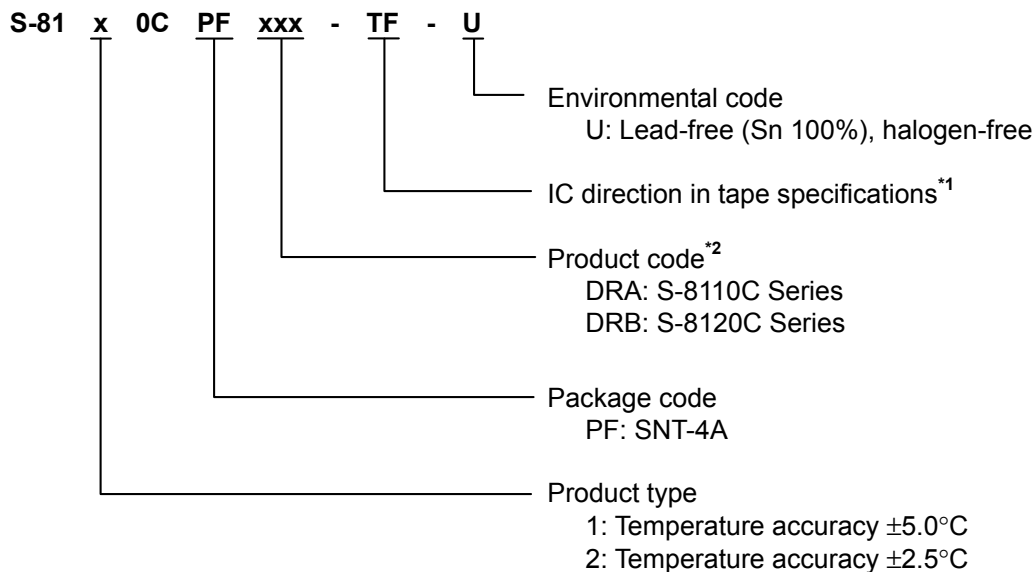 S-81 x 0C PF xxx - TF - U
Environmental code
U: Lead-free (Sn 100%), halogen-free
IC direction in tape specifications*1
Product code*2
DRA: S-8110C Series
DRB: S-8120C Series
Package code
PF: SNT-4A
Product type
1: Temperature accuracy ±5.0°C
2: Temperature accuracy ±2.5°C